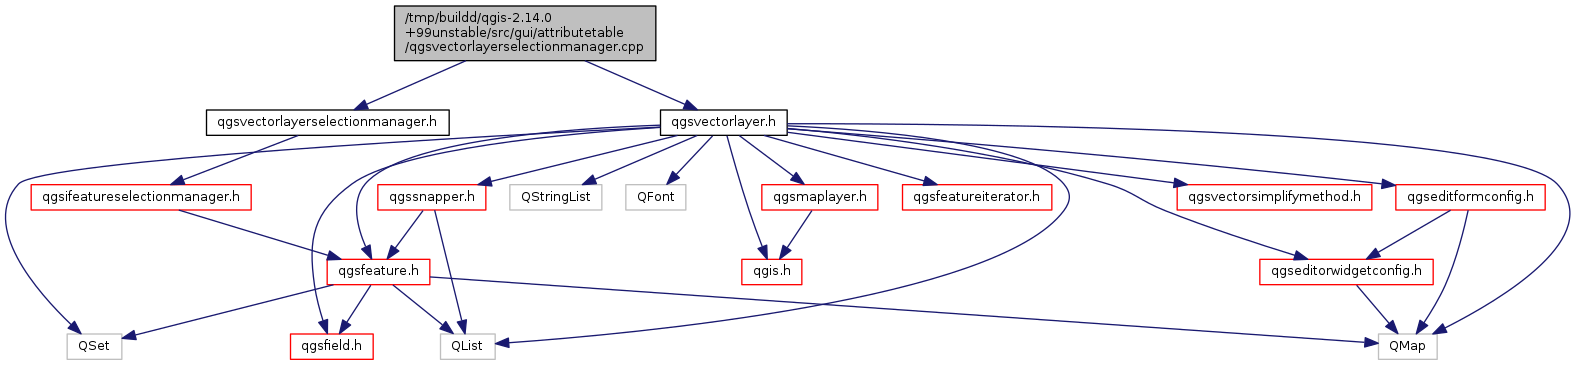 /tmp/buildd/qgis-2.14.0
+99unstable/src/gui/attributetable
/qgsvectorlayerselectionmanager.cpp
qgsvectorlayerselectionmanager.h
qgsvectorlayer.h
qgsifeatureselectionmanager.h
qgssnapper.h
QStringList
QFont
qgsmaplayer.h
qgsfeatureiterator.h
qgsvectorsimplifymethod.h
qgseditformconfig.h
qgsfeature.h
qgis.h
qgseditorwidgetconfig.h
QSet
qgsfield.h
QList
QMap